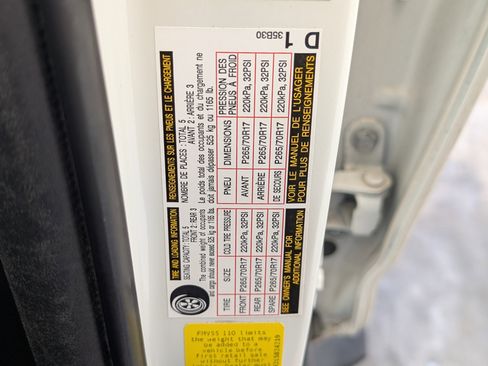 D 1
35B30
RENSEIGNEMENTS SUR LES PNEUS ET LE CHARGEMENT
NOMBRE DE PLACES : TOTAL 5
AVANT 2 : ARRIÈRE 3
Le poids total des occupants et du chargement ne
doit jamais dépasser 526 kg ou 1165 lb.
PNEU DIMENSIONS PRESSION DES PNEUS À FROID
AVANT P265/70R17 220kPa, 32PSI
ARRIÈRE P265/70R17 220kPa, 32PSI
DE SECOURS P265/70R17 220kPa, 32PSI
VOIR LE MANUEL DE L'USAGER
POUR PLUS DE RENSEIGNEMENTS
TIRE AND LOADING INFORMATION
SEATING CAPACITY: TOTAL 5
FRONT 2: REAR 3
The combined weight of occupants
and cargo should never exceed 526 kg or 1165 lb.
TIRE SIZE COLD TIRE PRESSURE
FRONT P265/70R17 220kPa, 32PSI
REAR P265/70R17 220kPa, 32PSI
SPARE P265/70R17 220kPa, 32PSI
SEE OWNER'S MANUAL FOR
ADDITIONAL INFORMATION
FMVSS 110 limits
the weight that may
be added to a
vehicle before
first retail sale
without further